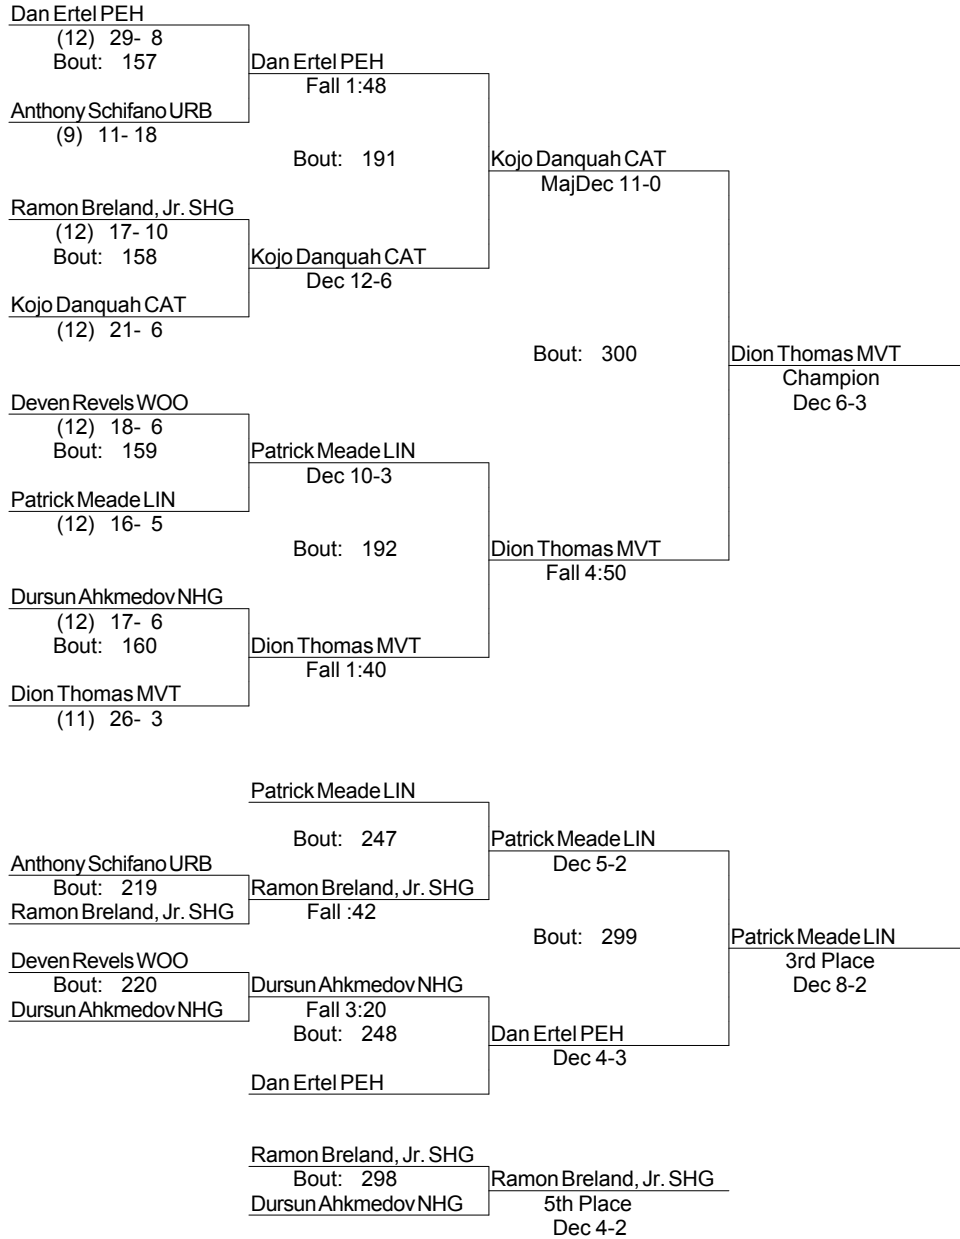 Dan Ertel PEH
(12) 29- 8
Bout: 157
Dan Ertel PEH
Fall 1:48
Anthony Schifano URB
(9) 11- 18
Bout: 191
Kojo Danquah CAT
MajDec 11-0
Ramon Breland, Jr. SHG
(12) 17- 10
Bout: 158
Kojo Danquah CAT
Dec 12-6
Kojo Danquah CAT
(12) 21- 6
Bout: 300
Dion Thomas MVT
Champion
Dec 6-3
Deven Revels WOO
(12) 18- 6
Bout: 159
Patrick Meade LIN
Dec 10-3
Patrick Meade LIN
(12) 16- 5
Bout: 192
Dion Thomas MVT
Fall 4:50
Dursun Ahkmedov NHG
(12) 17- 6
Bout: 160
Dion Thomas MVT
Fall 1:40
Dion Thomas MVT
(11) 26- 3
Patrick Meade LIN
Bout: 247
Patrick Meade LIN
Dec 5-2
Anthony Schifano URB
Bout: 219
Ramon Breland, Jr. SHG
Ramon Breland, Jr. SHG
Fall :42
Bout: 299
Patrick Meade LIN
3rd Place
Dec 8-2
Deven Revels WOO
Bout: 220
Dursun Ahkmedov NHG
Dursun Ahkmedov NHG
Fall 3:20
Bout: 248
Dan Ertel PEH
Dec 4-3
Dan Ertel PEH
Ramon Breland, Jr. SHG
Bout: 298
Dursun Ahkmedov NHG
Ramon Breland, Jr. SHG
5th Place
Dec 4-2